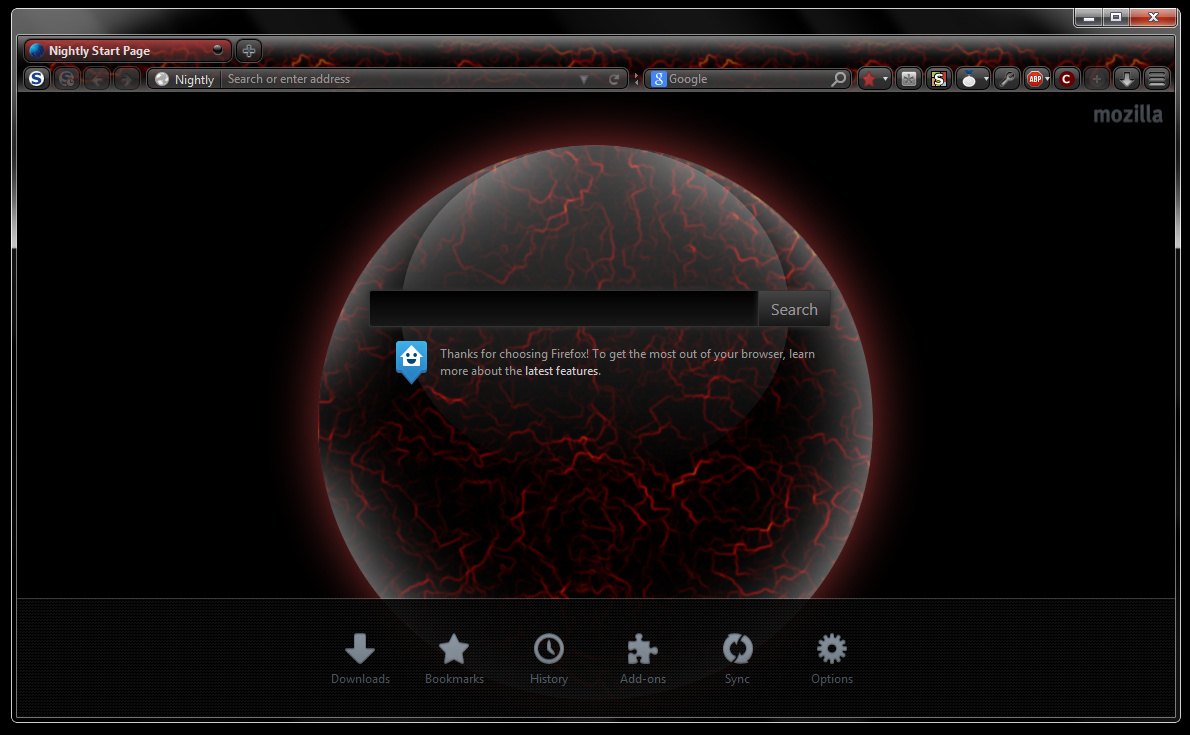 Nightly Start Page
S S Nightly Search or enter address 8 Google S ABP C
mozilla
Search
Thanks for choosing Firefox! To get the most out of your browser, learn
more about the latest features.
Downloads Bookmarks History Add-ons Sync Options